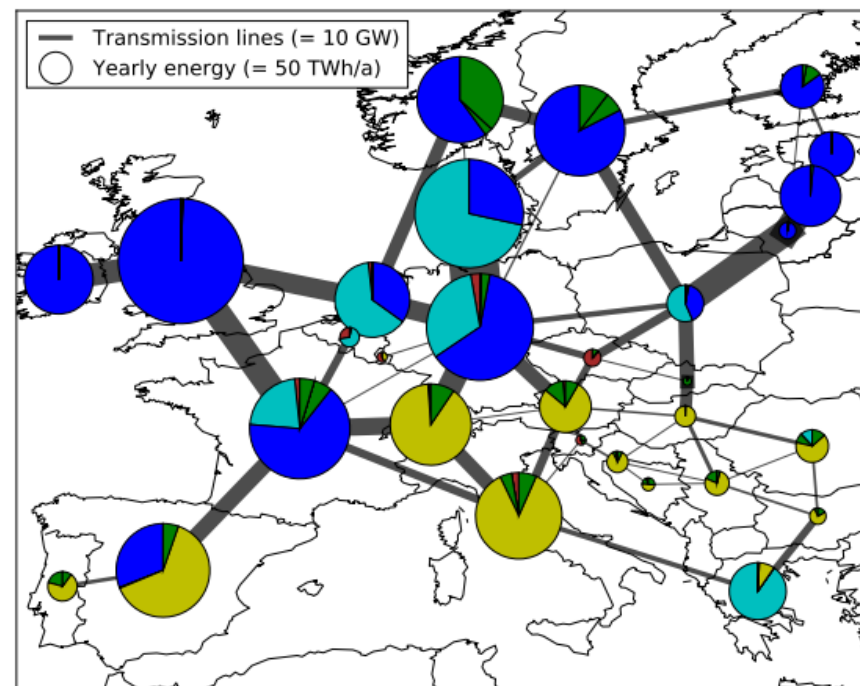 Transmission lines (= 10 GW)
Yearly energy (= 50 TWh/a)